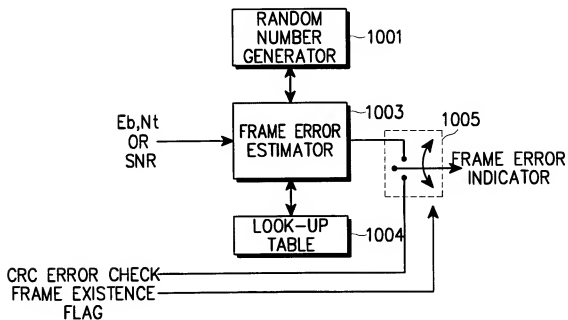 RANDOM
NUMBER
GENERATOR
1001
1003
1005
Eb,Nt
OR
SNR
FRAME ERROR
ESTIMATOR
FRAME ERROR
INDICATOR
LOOK-UP
TABLE
1004
CRC ERROR CHECK
FRAME EXISTENCE
FLAG